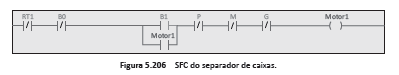 RT1 B0 B1 P M G Motor1
Motor1
Figura 5.206 SFC do separador de caixas.